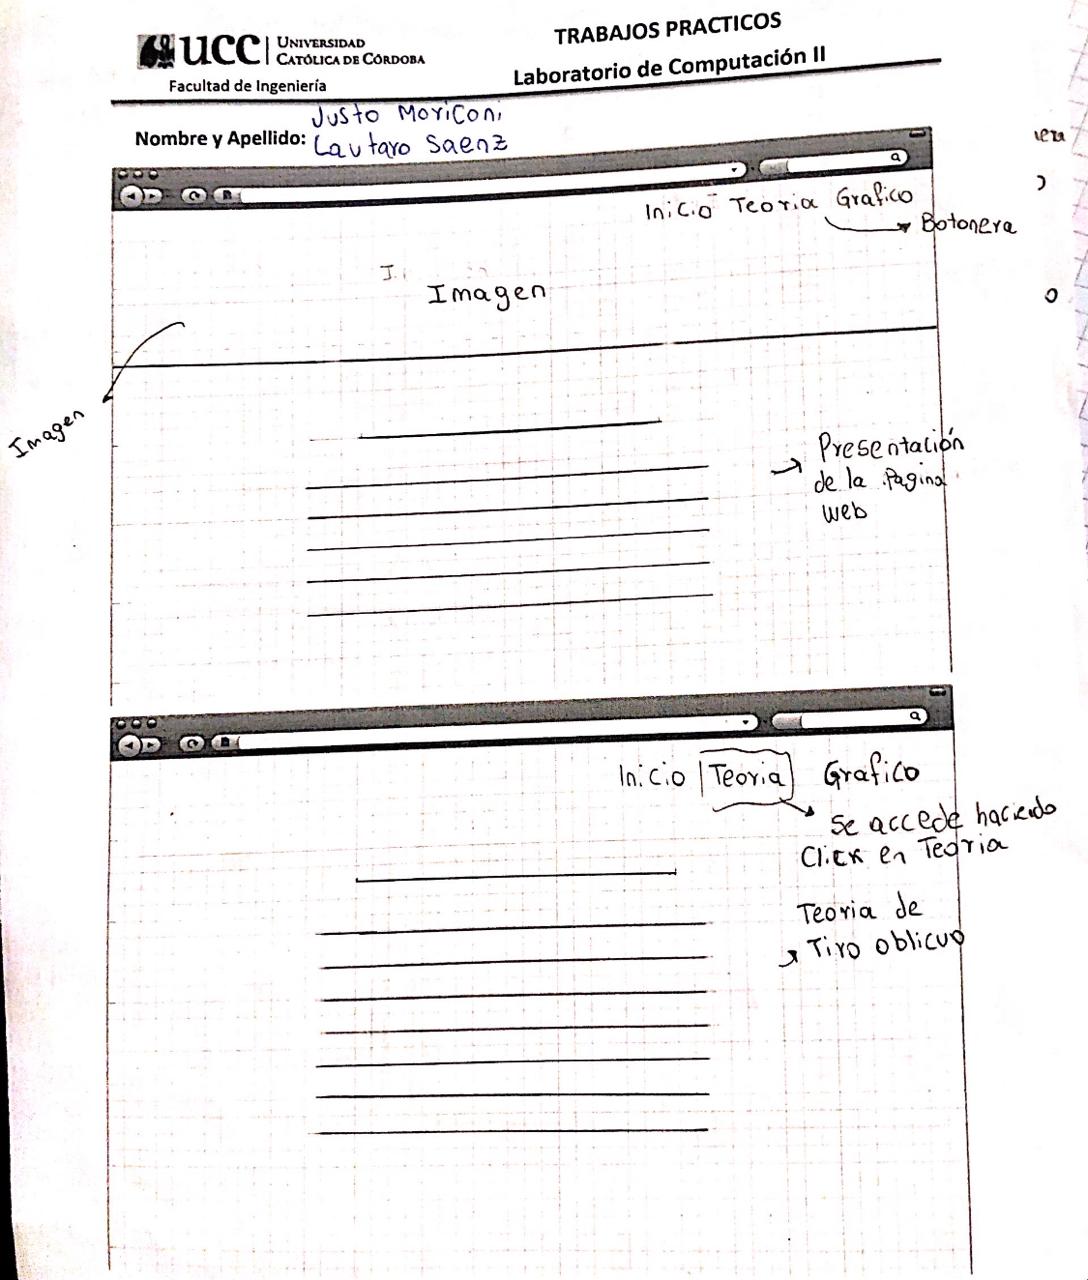 UCC UNIVERSIDAD
CATÓLICA DE CÓRDOBA
Facultad de Ingeniería
TRABAJOS PRACTICOS
Laboratorio de Computación II
Nombre y Apellido: Justo Moriconi
Lautaro Saenz
Inicio Teoria Grafico
Botonera
Imagen
Imagen
Presentación
de la Pagina
web
Inicio Teoria Grafico
Se accede haciendo
Click en Teoria
Teoria de
Tiro oblicuo